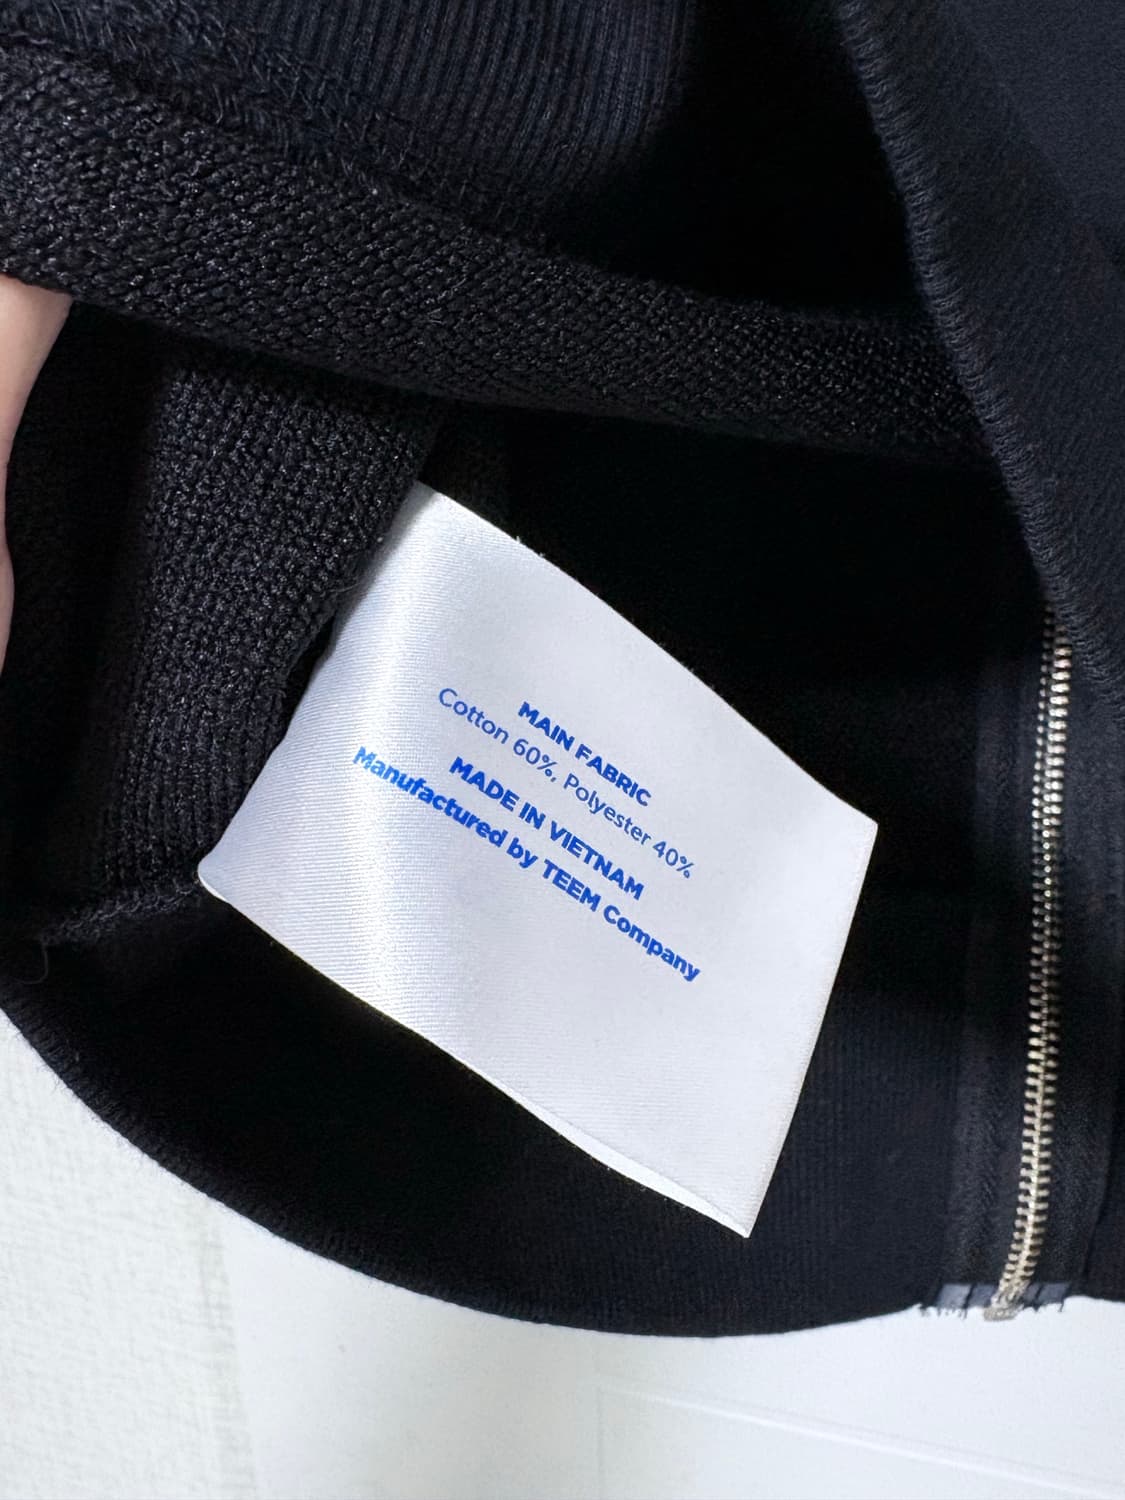 MAIN FABRIC
Cotton 60%, Polyester 40%
MADE IN VIETNAM
Manufactured by TEEM Company